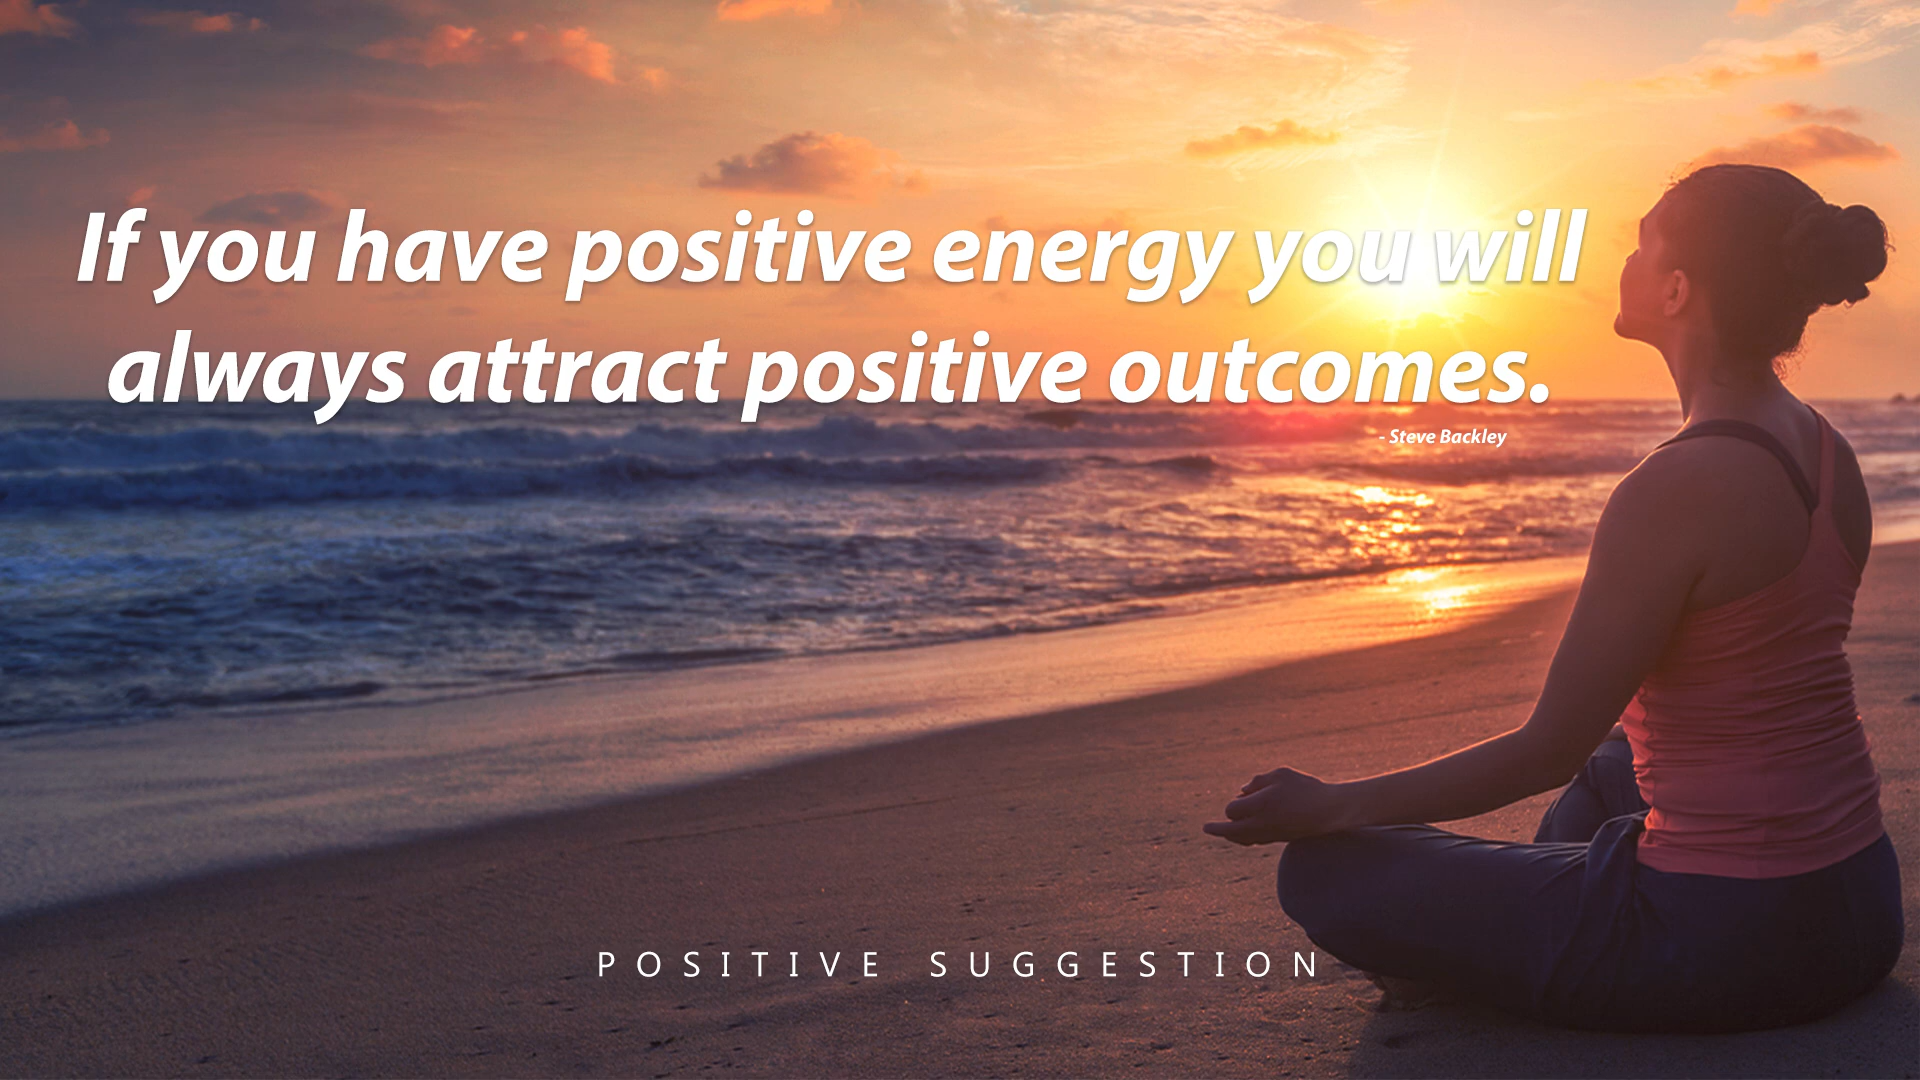 If you have positive energy you will
always attract positive outcomes.
- Steve Backley
POSITIVE SUGGESTION